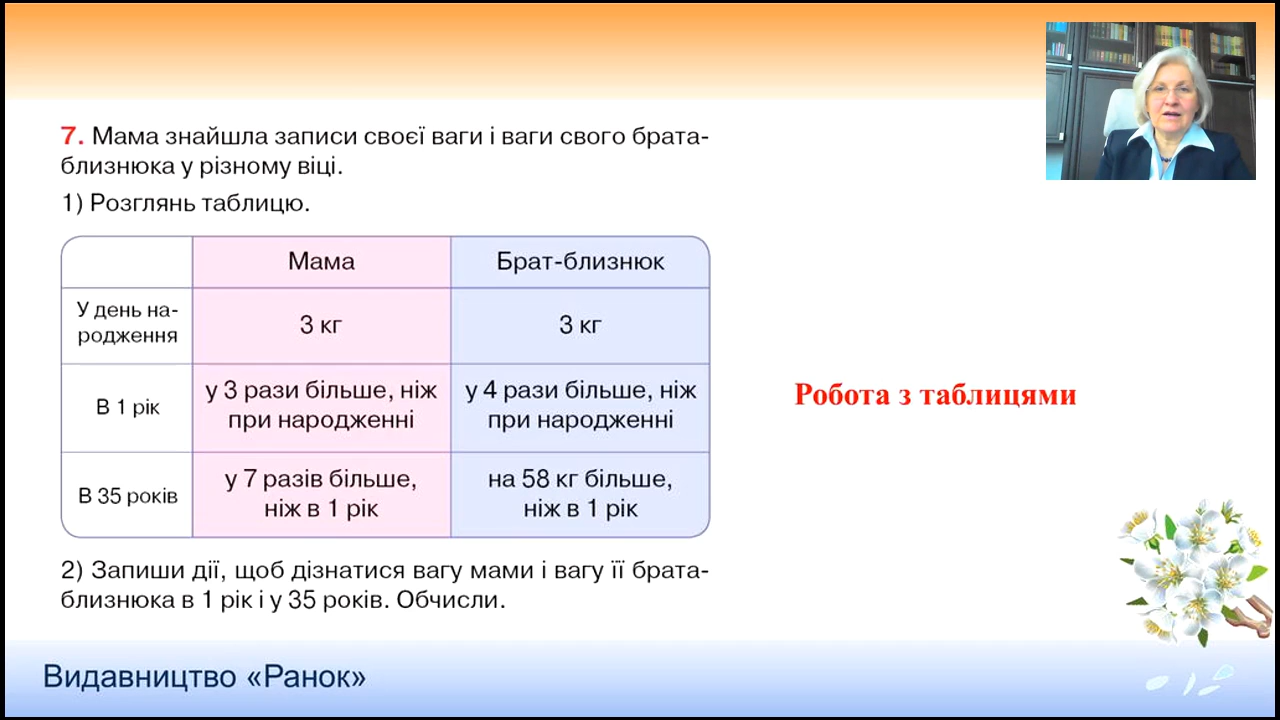 7. Мама знайшла записи своєї ваги і ваги свого брата-
близнюка у різному віці.
1) Розглянь таблицю.
Мама
Брат-близнюк
У день на-
родження
3 кг
3 кг
В 1 рік
у 3 рази більше, ніж
при народженні
у 4 рази більше, ніж
при народженні
В 35 років
у 7 разів більше,
ніж в 1 рік
на 58 кг більше,
ніж в 1 рік
2) Запиши дії, щоб дізнатися вагу мами і вагу її брата-
близнюка в 1 рік і у 35 років. Обчисли.
Робота з таблицями
Видавництво «Ранок»